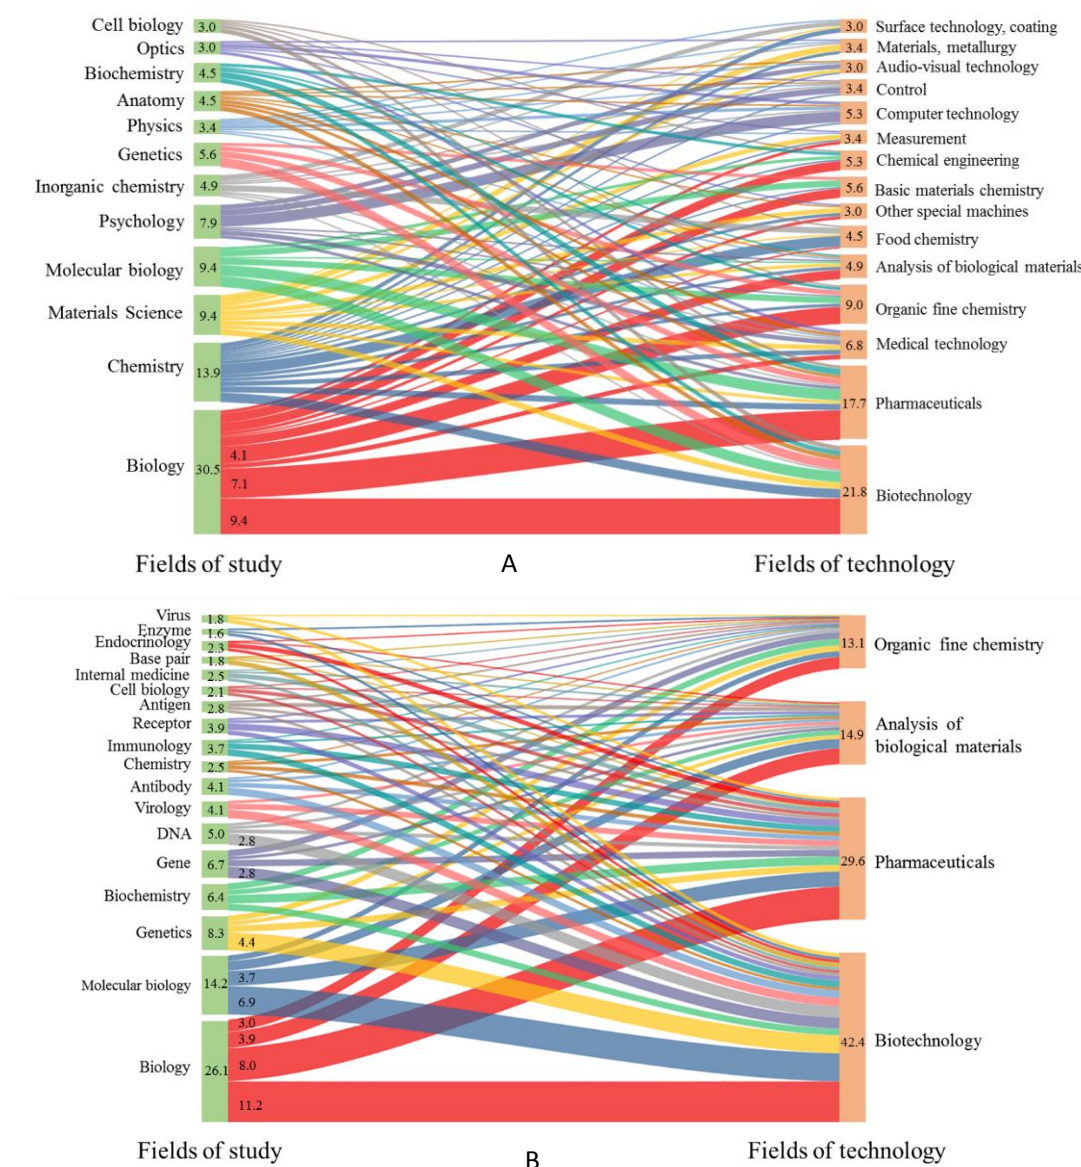 Cell biology 3.0
Optics 3.0
Biochemistry 4.5
Anatomy 4.5
Physics 3.4
Genetics 5.6
Inorganic chemistry 4.9
Psychology 7.9
Molecular biology 9.4
Materials Science 9.4
Chemistry 13.9
Biology 30.5
4.1
7.1
9.4
3.0 Surface technology, coating
3.4 Materials, metallurgy
3.0 Audio-visual technology
3.4 Control
5.3 Computer technology
3.4 Measurement
5.3 Chemical engineering
5.6 Basic materials chemistry
3.0 Other special machines
4.5 Food chemistry
4.9 Analysis of biological materials
9.0 Organic fine chemistry
6.8 Medical technology
17.7 Pharmaceuticals
21.8 Biotechnology
Fields of study
A
Fields of technology
Virus 1.8
Enzyme 1.6
Endocrinology 2.3
Base pair 1.8
Internal medicine 2.5
Cell biology 2.1
Antigen 2.8
Receptor 3.9
Immunology 3.7
Chemistry 2.5
Antibody 4.1
Virology 4.1
DNA 5.0 2.8
Gene 6.7 2.8
Biochemistry 6.4
Genetics 8.3 4.4
Molecular biology 14.2
3.7
6.9
Biology 26.1
3.0
3.9
8.0
11.2
13.1 Organic fine chemistry
14.9 Analysis of
biological materials
29.6 Pharmaceuticals
42.4 Biotechnology
Fields of study
B
Fields of technology